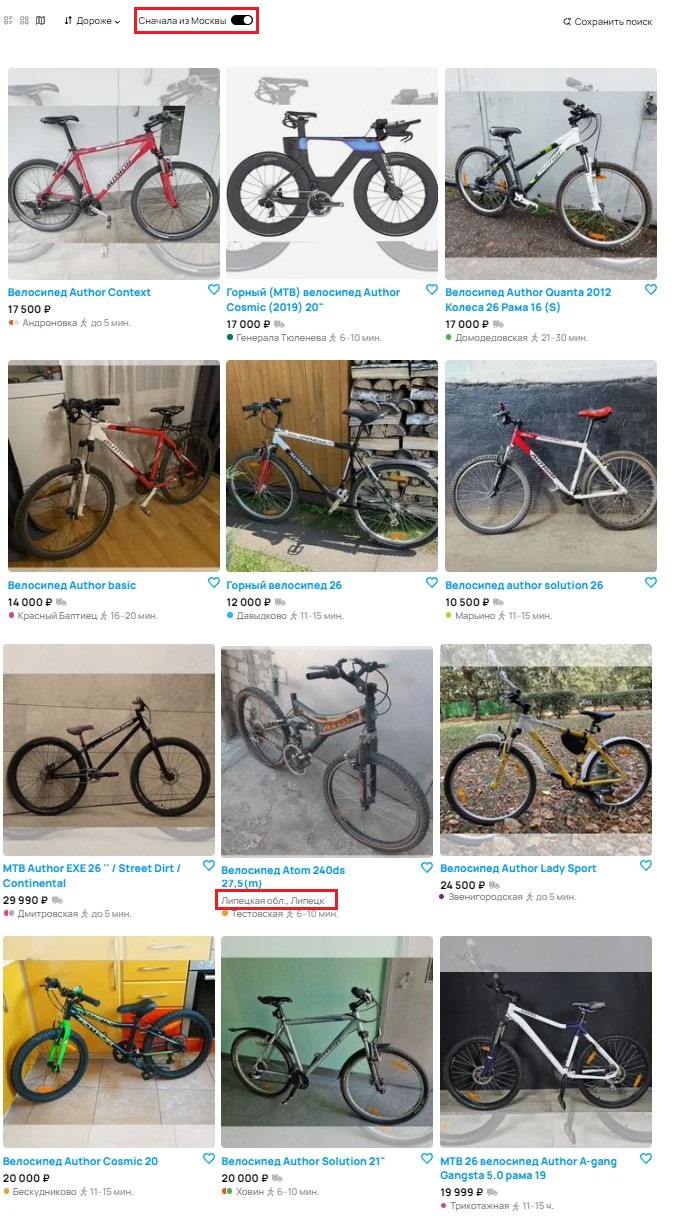 Дороже
Сначала из Москвы
Сохранить поиск
Велосипед Author Context
17 500 ₽
Андроновка до 5 мин.
Горный (MTB) велосипед Author
Cosmic (2019) 20"
17 000 ₽
Генерала Тюленева 6–10 мин.
Велосипед Author Quanta 2012
Колеса 26 Рама 16 (S)
17 000 ₽
Домодедовская 21–30 мин.
Велосипед Author basic
14 000 ₽
Красный Балтиец 16–20 мин.
Горный велосипед 26
12 000 ₽
Давыдково 11–15 мин.
Велосипед author solution 26
10 500 ₽
Марьино 11–15 мин.
MTB Author EXE 26 '' / Street Dirt /
Continental
29 990 ₽
Дмитровская до 5 мин.
Велосипед Atom 240ds
27,5(m)
Липецкая обл., Липецк
Тестовская 6–10 мин.
Велосипед Author Lady Sport
24 500 ₽
Звенигородская до 5 мин.
Велосипед Author Cosmic 20
20 000 ₽
Бескудниково 11–15 мин.
Велосипед Author Solution 21"
20 000 ₽
Ховин 6–10 мин.
MTB 26 велосипед Author A-gang
Gangsta 5.0 рама 19
19 999 ₽
Трикотажная 11–15 ч.